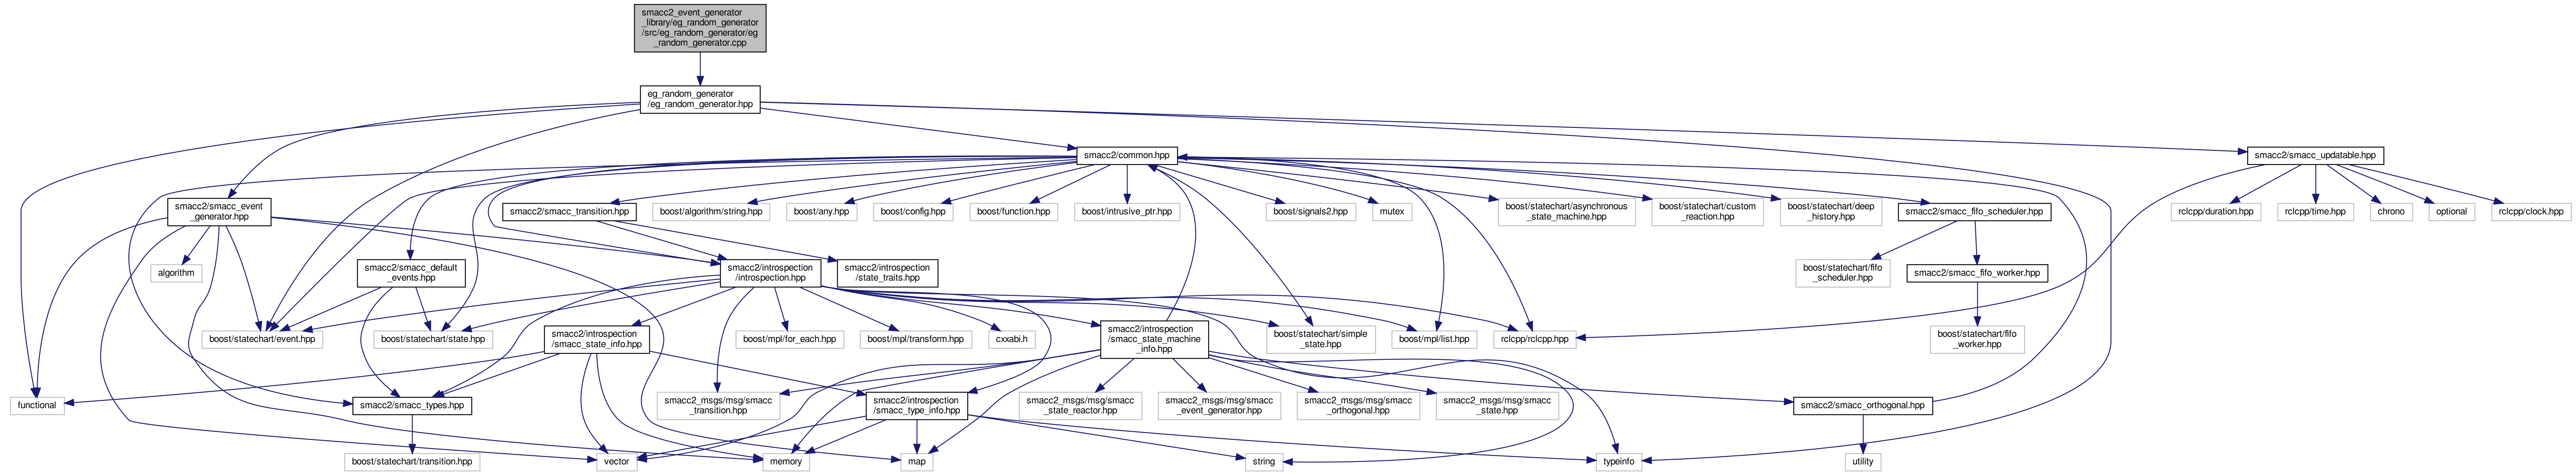 smacc2_event_generator
_library/eg_random_generator
/src/eg_random_generator/eg
_random_generator.cpp
eg_random_generator
/eg_random_generator.hpp
smacc2/common.hpp
smacc2/smacc_updatable.hpp
smacc2/smacc_event
_generator.hpp
smacc2/smacc_transition.hpp
boost/algorithm/string.hpp
boost/any.hpp
boost/config.hpp
boost/function.hpp
boost/intrusive_ptr.hpp
boost/signals2.hpp
mutex
boost/statechart/asynchronous
_state_machine.hpp
boost/statechart/custom
_reaction.hpp
boost/statechart/deep
_history.hpp
smacc2/smacc_fifo_scheduler.hpp
rclcpp/duration.hpp
rclcpp/time.hpp
chrono
optional
rclcpp/clock.hpp
algorithm
smacc2/smacc_default
_events.hpp
smacc2/introspection
/introspection.hpp
smacc2/introspection
/state_traits.hpp
boost/statechart/fifo
_scheduler.hpp
smacc2/smacc_fifo_worker.hpp
boost/statechart/event.hpp
boost/statechart/state.hpp
smacc2/introspection
/smacc_state_info.hpp
boost/mpl/for_each.hpp
boost/mpl/transform.hpp
cxxabi.h
smacc2/introspection
/smacc_state_machine
_info.hpp
boost/statechart/simple
_state.hpp
boost/mpl/list.hpp
rclcpp/rclcpp.hpp
boost/statechart/fifo
_worker.hpp
functional
smacc2/smacc_types.hpp
smacc2_msgs/msg/smacc
_transition.hpp
smacc2/introspection
/smacc_type_info.hpp
smacc2_msgs/msg/smacc
_state_reactor.hpp
smacc2_msgs/msg/smacc
_event_generator.hpp
smacc2_msgs/msg/smacc
_orthogonal.hpp
smacc2_msgs/msg/smacc
_state.hpp
smacc2/smacc_orthogonal.hpp
boost/statechart/transition.hpp
vector
memory
map
string
typeinfo
utility